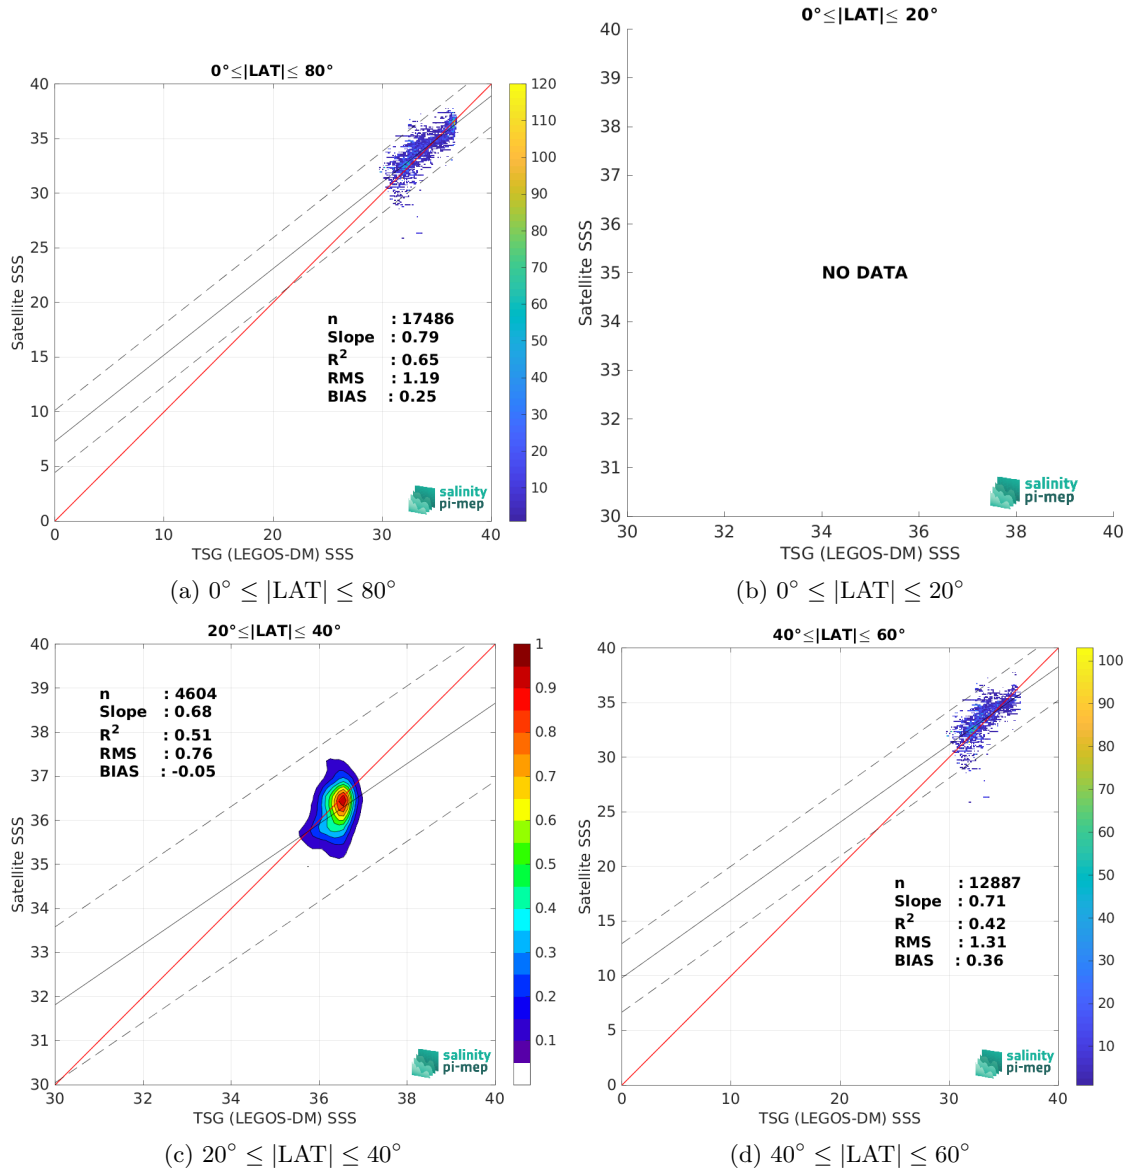 0°≤|LAT|≤ 80°
40
35
30
25
20
15
10
5
0
Satellite SSS
n : 17486
Slope : 0.79
R² : 0.65
RMS : 1.19
BIAS : 0.25
salinity
pi-mep
0 10 20 30 40
TSG (LEGOS-DM) SSS
120
110
100
90
80
70
60
50
40
30
20
10
(a) 0° ≤ |LAT| ≤ 80°
0°≤|LAT|≤ 20°
40
39
38
37
36
35
34
33
32
31
30
Satellite SSS
NO DATA
salinity
pi-mep
30 32 34 36 38 40
TSG (LEGOS-DM) SSS
(b) 0° ≤ |LAT| ≤ 20°
20°≤|LAT|≤ 40°
40
39
38
37
36
35
34
33
32
31
30
Satellite SSS
n : 4604
Slope : 0.68
R² : 0.51
RMS : 0.76
BIAS : -0.05
salinity
pi-mep
30 32 34 36 38 40
TSG (LEGOS-DM) SSS
1
0.9
0.8
0.7
0.6
0.5
0.4
0.3
0.2
0.1
(c) 20° ≤ |LAT| ≤ 40°
40°≤|LAT|≤ 60°
40
35
30
25
20
15
10
5
0
Satellite SSS
n : 12887
Slope : 0.71
R² : 0.42
RMS : 1.31
BIAS : 0.36
salinity
pi-mep
0 10 20 30 40
TSG (LEGOS-DM) SSS
100
90
80
70
60
50
40
30
20
10
(d) 40° ≤ |LAT| ≤ 60°